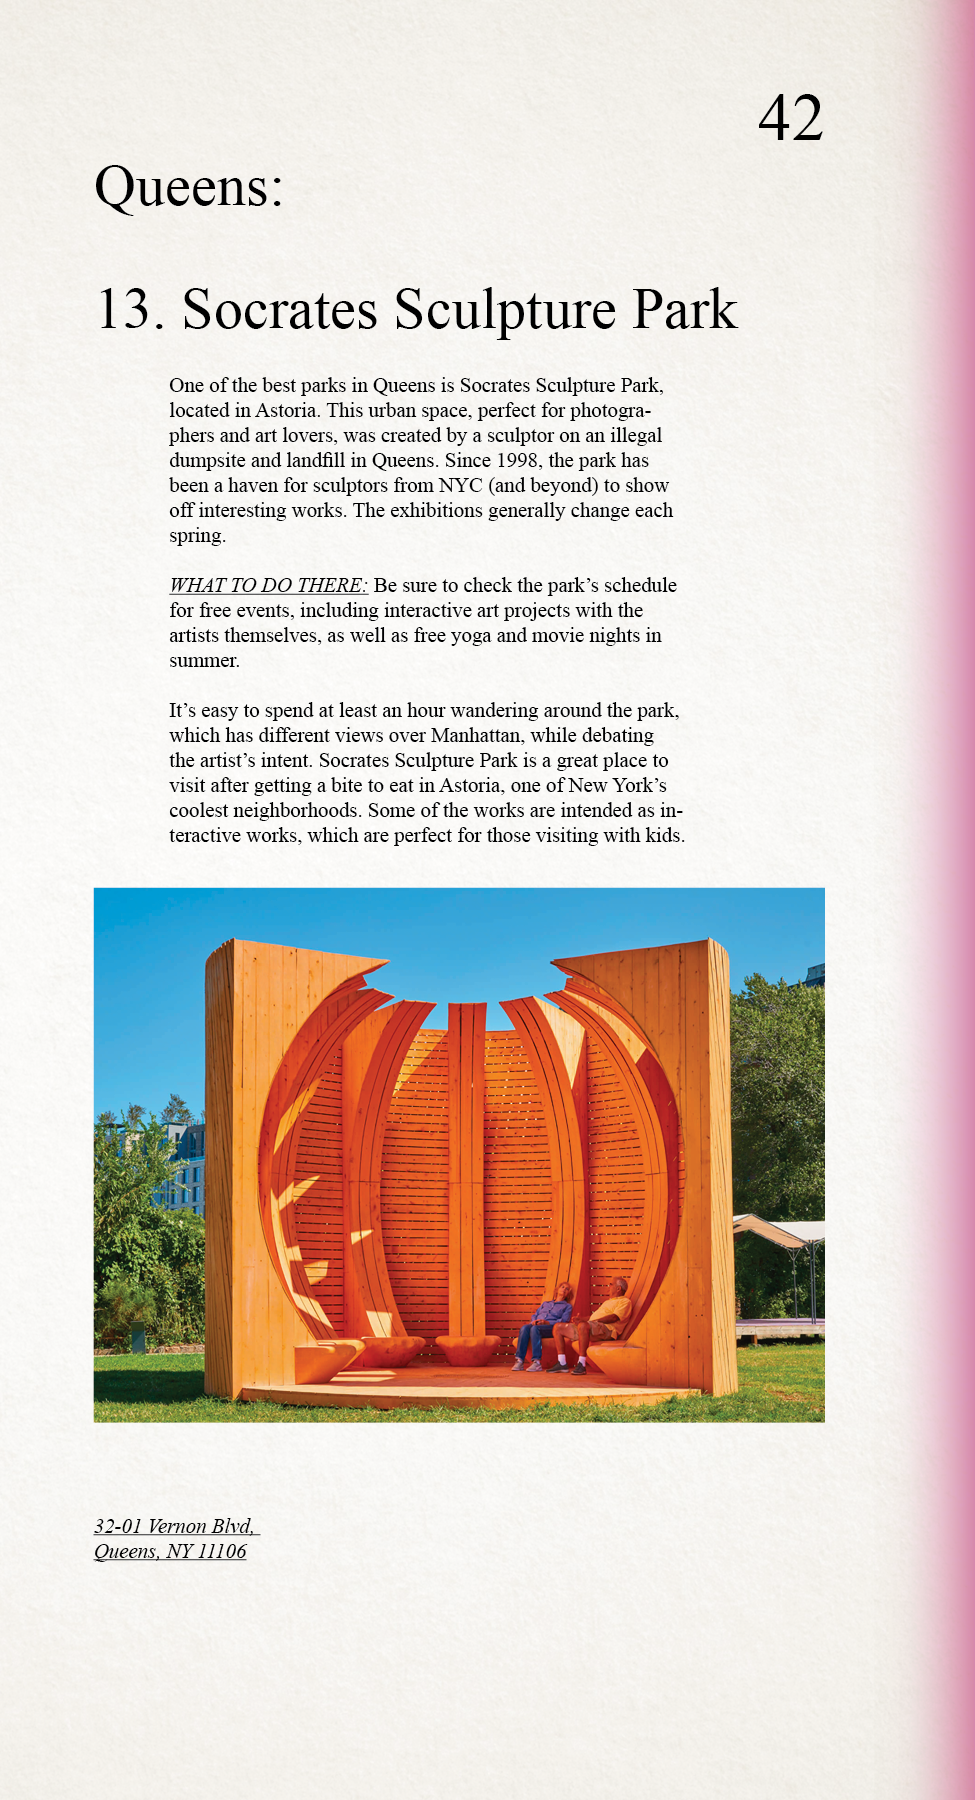 42
Queens:
13. Socrates Sculpture Park
One of the best parks in Queens is Socrates Sculpture Park,
located in Astoria. This urban space, perfect for photogra-
phers and art lovers, was created by a sculptor on an illegal
dumpsite and landfill in Queens. Since 1998, the park has
been a haven for sculptors from NYC (and beyond) to show
off interesting works. The exhibitions generally change each
spring.
WHAT TO DO THERE: Be sure to check the park’s schedule
for free events, including interactive art projects with the
artists themselves, as well as free yoga and movie nights in
summer.
It’s easy to spend at least an hour wandering around the park,
which has different views over Manhattan, while debating
the artist’s intent. Socrates Sculpture Park is a great place to
visit after getting a bite to eat in Astoria, one of New York’s
coolest neighborhoods. Some of the works are intended as in-
teractive works, which are perfect for those visiting with kids.
32-01 Vernon Blvd,
Queens, NY 11106